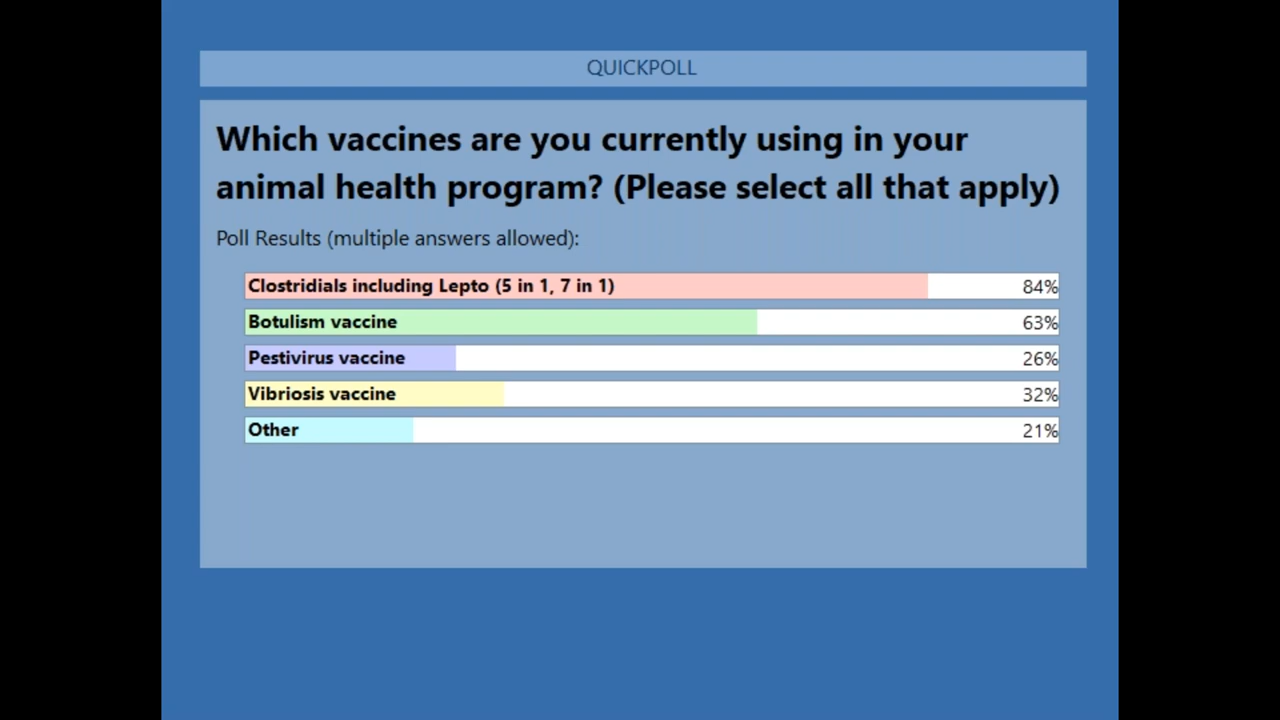 QUICKPOLL
Which vaccines are you currently using in your
animal health program? (Please select all that apply)
Poll Results (multiple answers allowed):
Clostridials including Lepto (5 in 1, 7 in 1) 84%
Botulism vaccine 63%
Pestivirus vaccine 26%
Vibriosis vaccine 32%
Other 21%